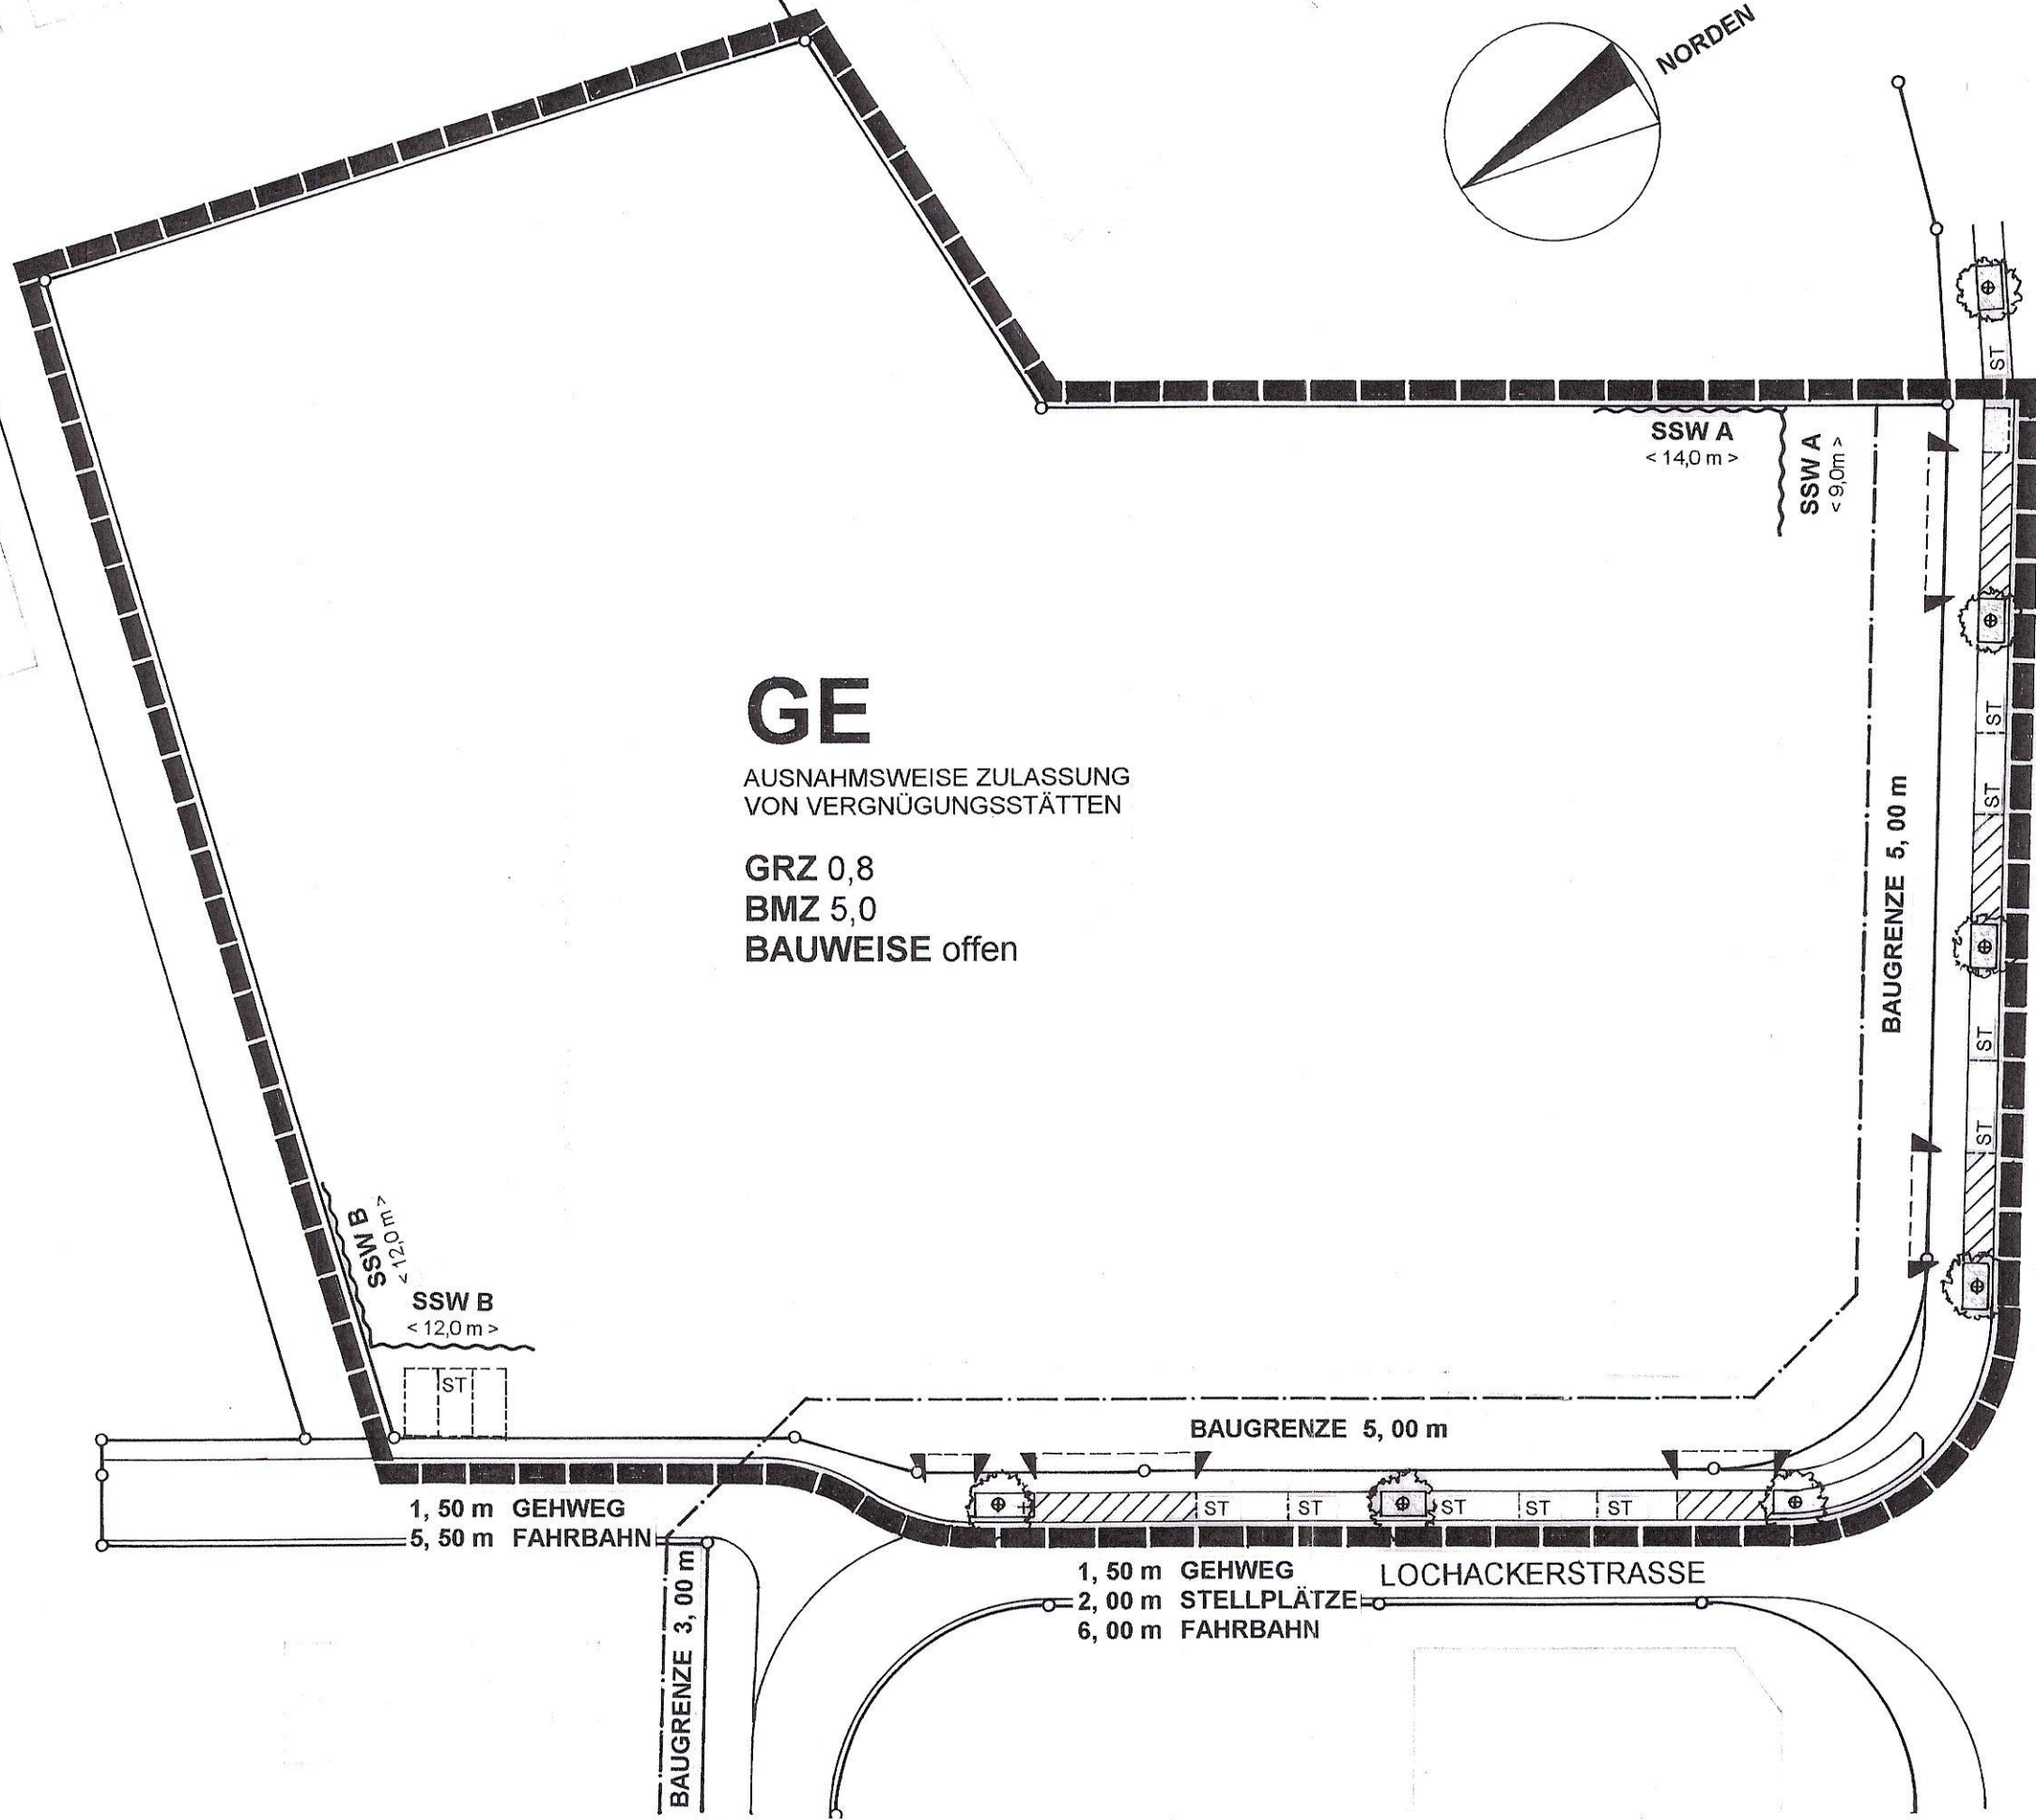 NORDEN
ST
SSW A
< 14,0 m >
SSW A
< 9,0m >
GE
AUSNAHMSWEISE ZULASSUNG
VON VERGNÜGUNGSSTÄTTEN
GRZ 0,8
BMZ 5,0
BAUWEISE offen
ST
ST
BAUGRENZE 5, 00 m
ST
ST
SSW B
< 12,0 m >
SSW B
< 12,0 m >
ST
BAUGRENZE 5, 00 m
1, 50 m GEHWEG
5, 50 m FAHRBAHN
ST
ST
ST
ST
ST
BAUGRENZE 3, 00 m
1, 50 m GEHWEG
2, 00 m STELLPLÄTZE
6, 00 m FAHRBAHN
LOCHACKERSTRASSE